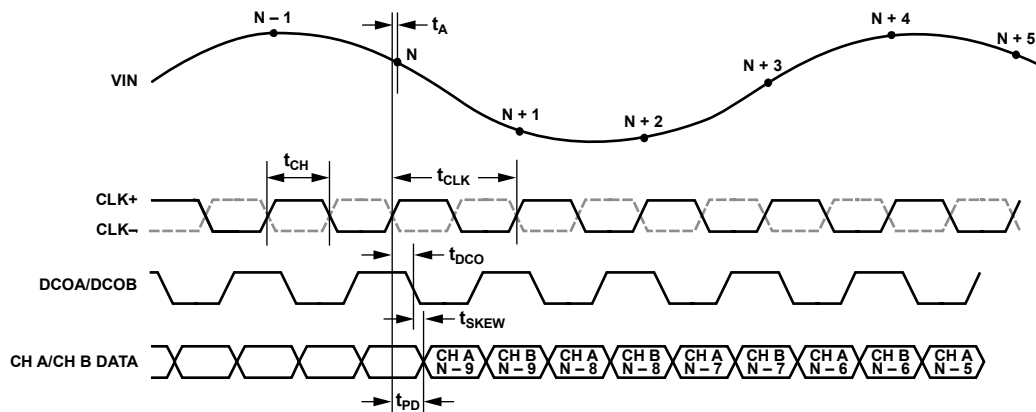 t_A
N – 1
N
N + 4
N + 5
N + 3
VIN
N + 1
N + 2
t_CH
t_CLK
CLK+
CLK–
t_DCO
DCOA/DCOB
t_SKEW
CH A/CH B DATA
CH A N – 9
CH B N – 9
CH A N – 8
CH B N – 8
CH A N – 7
CH B N – 7
CH A N – 6
CH B N – 6
CH A N – 5
t_PD